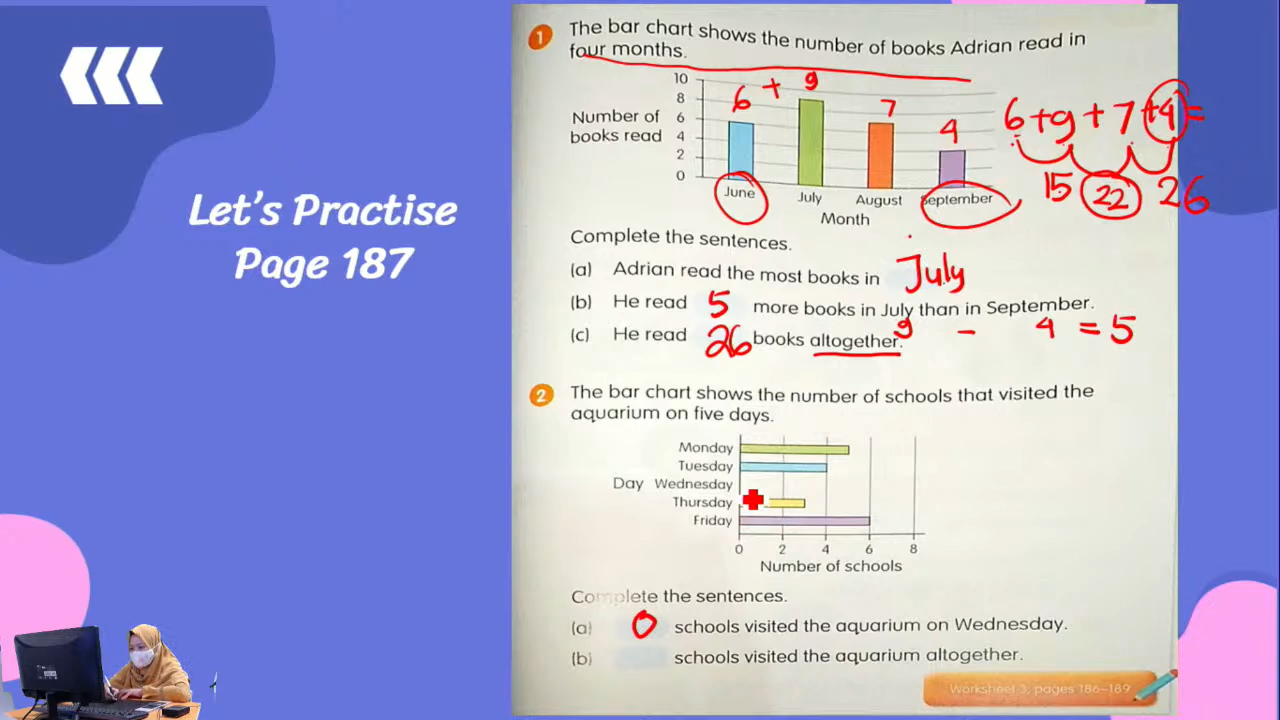 Let's Practise
Page 187
1 The bar chart shows the number of books Adrian read in
four months.
10
8
6
4
2
0
Number of
books read
6 + 9
7
4
6+9+7+4=
15 22 26
June July August September
Month
Complete the sentences.
(a) Adrian read the most books in July
(b) He read 5 more books in July than in September.
9 - 4 = 5
(c) He read 26 books altogether.
2 The bar chart shows the number of schools that visited the
aquarium on five days.
Monday
Tuesday
Day Wednesday
Thursday
Friday
0 2 4 6 8
Number of schools
Complete the sentences.
(a) 0 schools visited the aquarium on Wednesday.
(b) schools visited the aquarium altogether.
Worksheet 3, pages 186–189